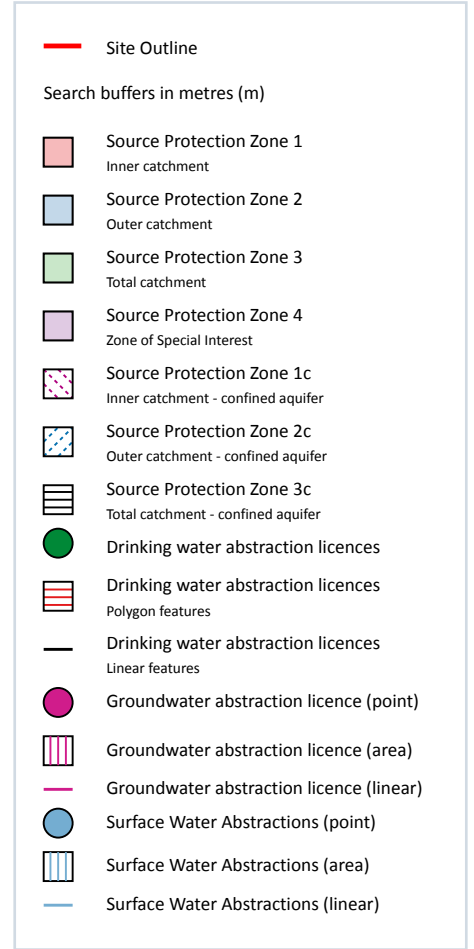 Site Outline
Search buffers in metres (m)
Source Protection Zone 1
Inner catchment
Source Protection Zone 2
Outer catchment
Source Protection Zone 3
Total catchment
Source Protection Zone 4
Zone of Special Interest
Source Protection Zone 1c
Inner catchment - confined aquifer
Source Protection Zone 2c
Outer catchment - confined aquifer
Source Protection Zone 3c
Total catchment - confined aquifer
Drinking water abstraction licences
Drinking water abstraction licences
Polygon features
Drinking water abstraction licences
Linear features
Groundwater abstraction licence (point)
Groundwater abstraction licence (area)
Groundwater abstraction licence (linear)
Surface Water Abstractions (point)
Surface Water Abstractions (area)
Surface Water Abstractions (linear)